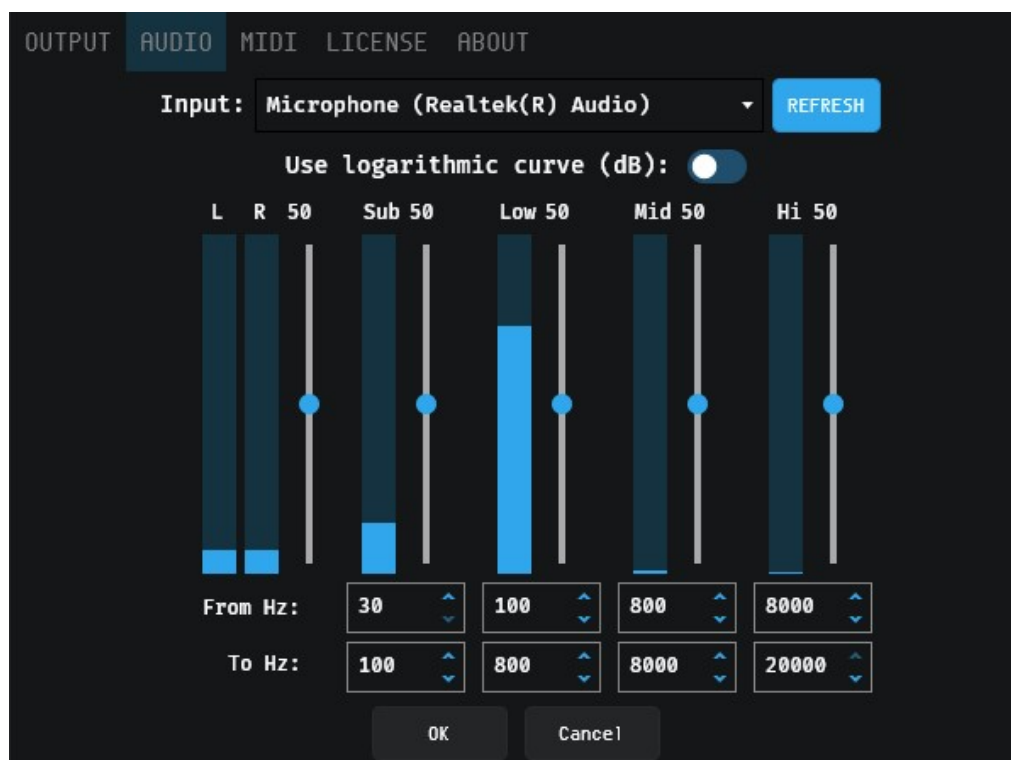 OUTPUT AUDIO MIDI LICENSE ABOUT
Input: Microphone (Realtek(R) Audio) REFRESH
Use logarithmic curve (dB):
L R 50 Sub 50 Low 50 Mid 50 Hi 50
From Hz: 30 100 800 8000
To Hz: 100 800 8000 20000
OK Cancel